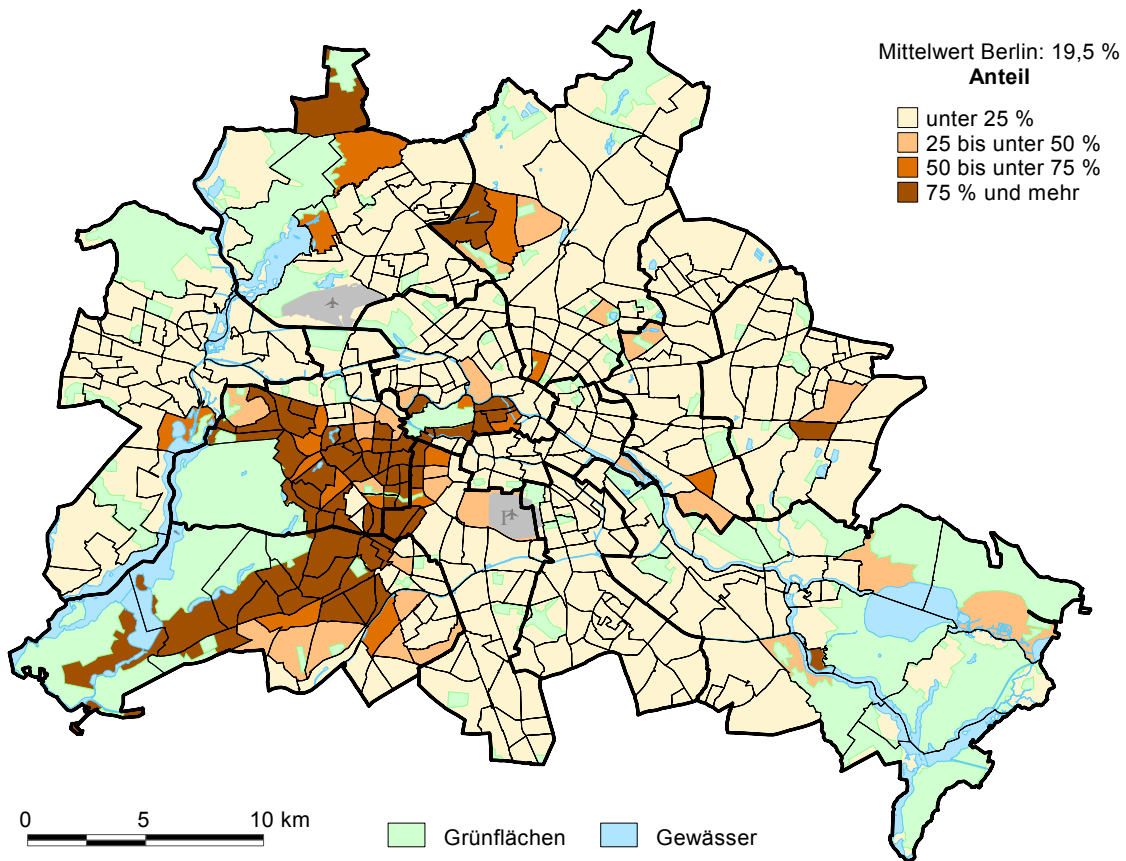 Mittelwert Berlin: 19,5 %
Anteil
unter 25 %
25 bis unter 50 %
50 bis unter 75 %
75 % und mehr
0 5 10 km
Grünflächen
Gewässer